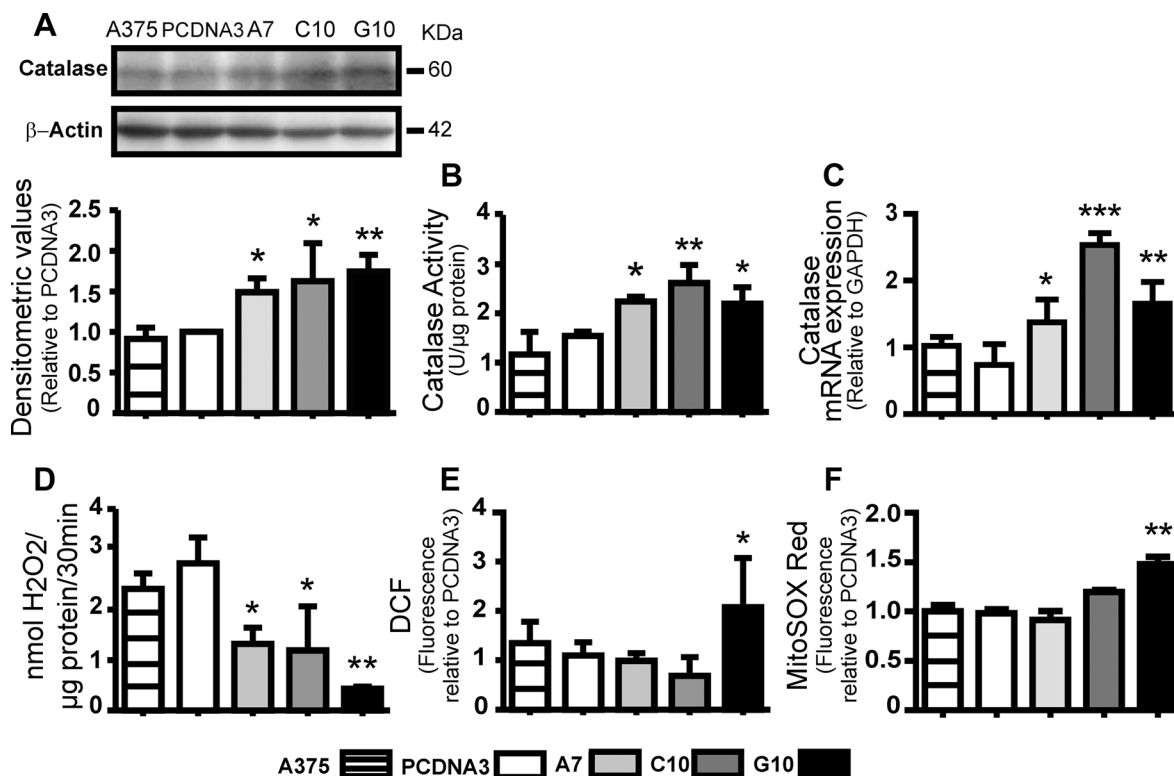 A
A375 PCDNA3 A7 C10 G10 KDa
Catalase 60
β–Actin 42
Densitometric values
(Relative to PCDNA3)
2.5
2.0
1.5
1.0
0.5
0
* * **
B
Catalase Activity
(U/µg protein)
4
3
2
1
0
* ** *
C
Catalase
mRNA expression
(Relative to GAPDH)
3
2
1
0
* *** **
D
nmol H2O2/
µg protein/30min
4
3
2
1
0
* * **
E
DCF
(Fluorescence
relative to PCDNA3)
4
3
2
1
0
*
F
MitoSOX Red
(Fluorescence
relative to PCDNA3)
2.0
1.5
1.0
0.5
0
**
A375 PCDNA3 A7 C10 G10